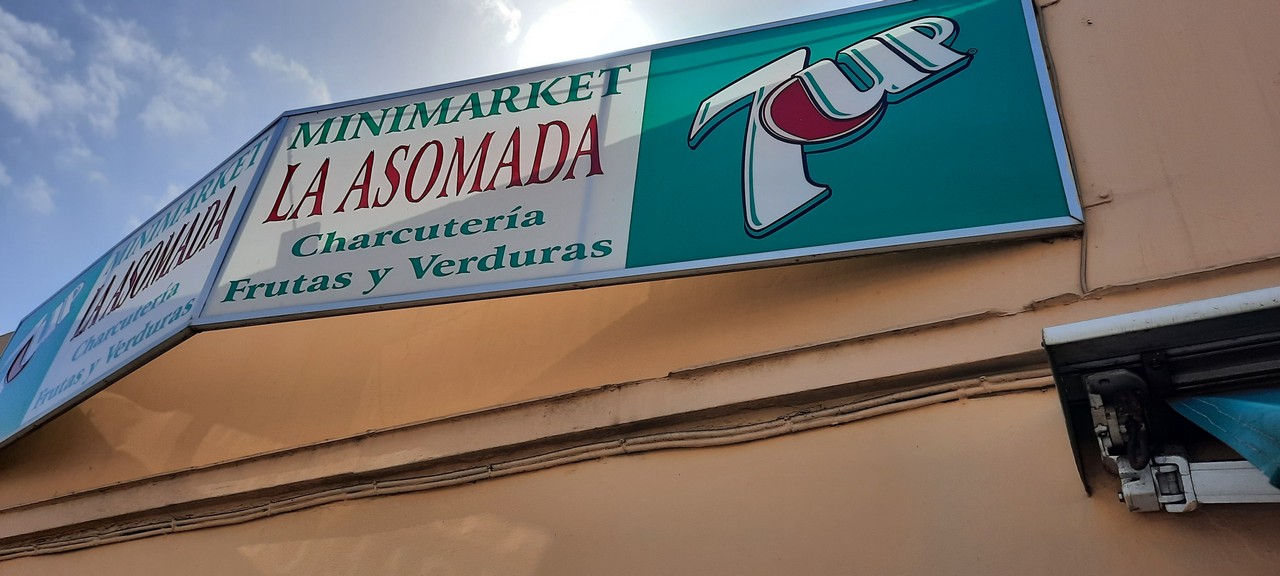 MINIMARKET
LA ASOMADA
Charcutería
Frutas y Verduras
7UP
MINIMARKET
LA ASOMADA
Charcutería
Frutas y Verduras
7UP